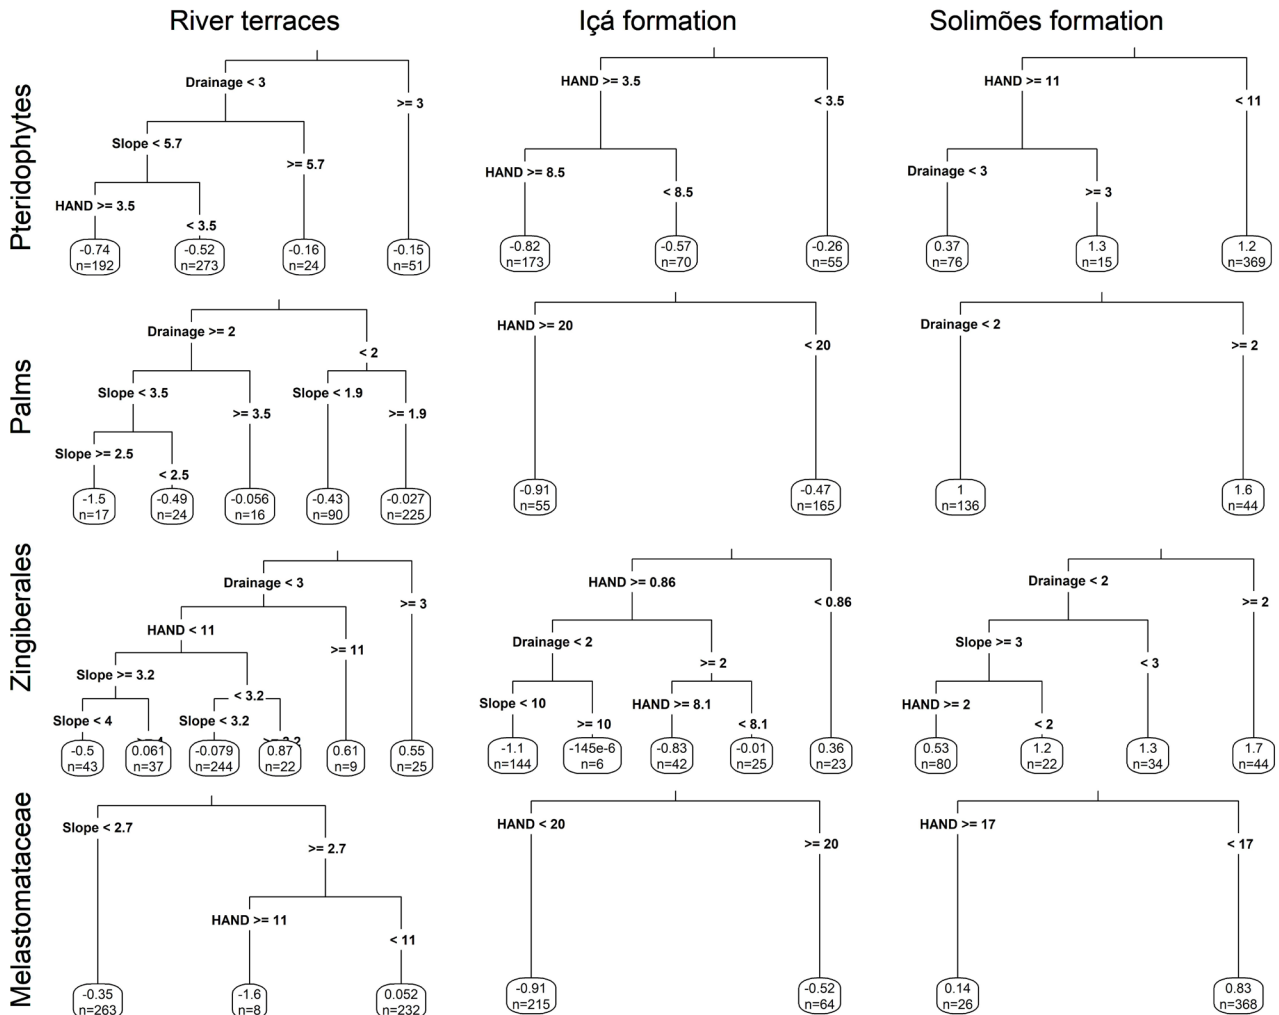 River terraces
Içá formation
Solimões formation
Pteridophytes
Drainage < 3
>= 3
Slope < 5.7
>= 5.7
HAND >= 3.5
< 3.5
-0.74
n=192
-0.52
n=273
-0.16
n=24
-0.15
n=51
HAND >= 3.5
< 3.5
HAND >= 8.5
< 8.5
-0.82
n=173
-0.57
n=70
-0.26
n=55
HAND >= 11
< 11
Drainage < 3
>= 3
0.37
n=76
1.3
n=15
1.2
n=369
Palms
Drainage >= 2
< 2
Slope < 3.5
>= 3.5
Slope < 1.9
>= 1.9
Slope >= 2.5
< 2.5
-1.5
n=17
-0.49
n=24
-0.056
n=16
-0.43
n=90
-0.027
n=225
HAND >= 20
< 20
-0.91
n=55
-0.47
n=165
Drainage < 2
>= 2
1
n=136
1.6
n=44
Zingiberales
Drainage < 3
>= 3
HAND < 11
>= 11
Slope >= 3.2
< 3.2
Slope < 4
Slope < 3.2
-0.5
n=43
0.061
n=37
-0.079
n=244
0.87
n=22
0.61
n=9
0.55
n=25
HAND >= 0.86
< 0.86
Drainage < 2
>= 2
Slope < 10
>= 10
HAND >= 8.1
< 8.1
-1.1
n=144
-145e-6
n=6
-0.83
n=42
-0.01
n=25
0.36
n=23
Drainage < 2
>= 2
Slope >= 3
< 3
HAND >= 2
< 2
0.53
n=80
1.2
n=22
1.3
n=34
1.7
n=44
Melastomataceae
Slope < 2.7
>= 2.7
HAND >= 11
< 11
-0.35
n=263
-1.6
n=8
0.052
n=232
HAND < 20
>= 20
-0.91
n=215
-0.52
n=64
HAND >= 17
< 17
0.14
n=26
0.83
n=368